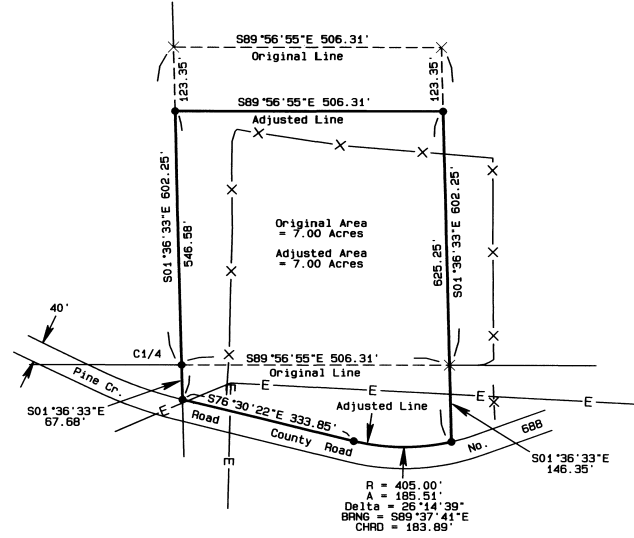 S89°56'55"E 506.31'
Original Line
123.35'
123.35'
S89°56'55"E 506.31'
Adjusted Line
S01°36'33"E 602.25'
546.58'
Original Area
= 7.00 Acres
Adjusted Area
= 7.00 Acres
625.25'
S01°36'33"E 602.25'
40'
C1/4
S89°56'55"E 506.31'
Original Line
Pine Cr.
Road
County Road
No.
688
S01°36'33"E
67.68'
S76°30'22"E 333.85'
Adjusted Line
E
E
E
E
E
E
E
S01°36'33"E
146.35'
R = 405.00'
A = 185.51'
Delta = 26°14'39"
BRNG = S89°37'41"E
CHRD = 183.89'